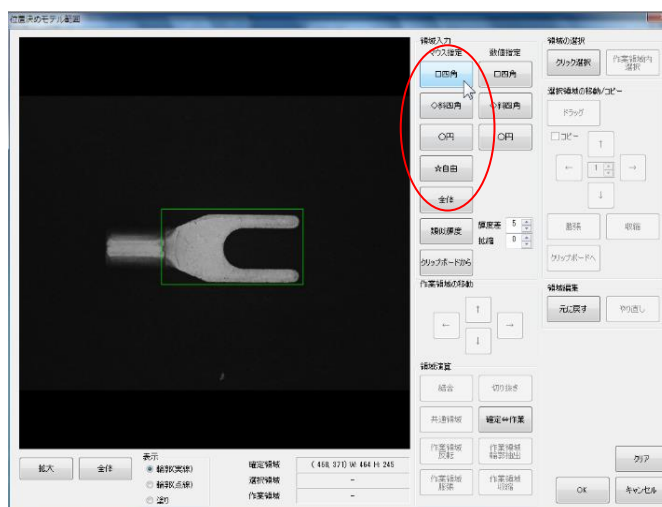 位置決めモデル範囲
領域入力
マウス指定
数値指定
□四角
□四角
◇斜四角
◇斜四角
○円
○円
☆自由
全体
類似輝度
輝度差 5
拡縮 0
クリップボードから
作業領域の移動
↑
←
→
↓
領域演算
結合
切り抜き
共通領域
確定⇔作業
作業領域反転
作業領域輪郭抽出
作業領域膨張
作業領域収縮
領域の選択
クリック選択
作業領域内選択
選択領域の移動/コピー
ドラッグ
コピー
↑
←
1
→
↓
膨張
収縮
クリップボードへ
領域編集
元に戻す
やり直し
クリア
OK
キャンセル
拡大
全体
表示
輪郭(実線)
輪郭(点線)
塗り
確定領域
( 468, 371) W: 464 H: 245
選択領域
-
作業領域
-